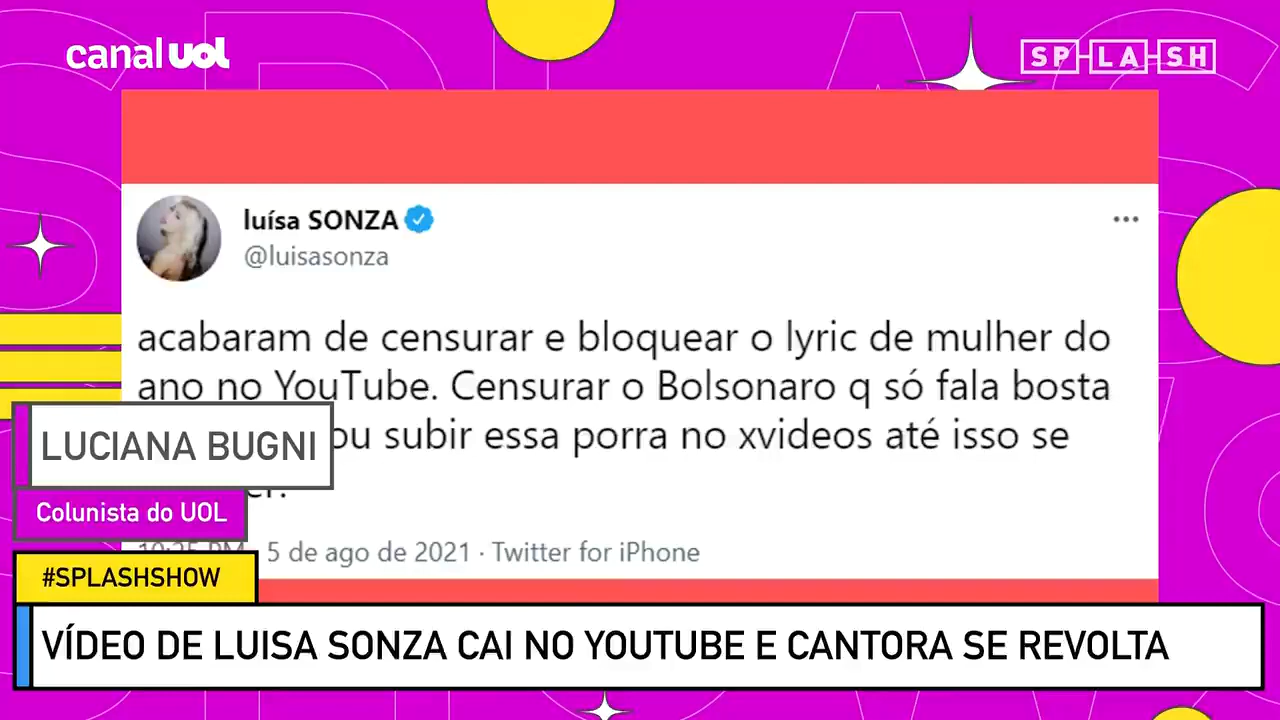 canal UOL
SPLASH
luísa SONZA
@luisasonza
acabaram de censurar e bloquear o lyric de mulher do
ano no YouTube. Censurar o Bolsonaro q só fala bosta
ou subir essa porra no xvideos até isso se
LUCIANA BUGNI
Colunista do UOL
5 de ago de 2021 · Twitter for iPhone
#SPLASHSHOW
VÍDEO DE LUISA SONZA CAI NO YOUTUBE E CANTORA SE REVOLTA